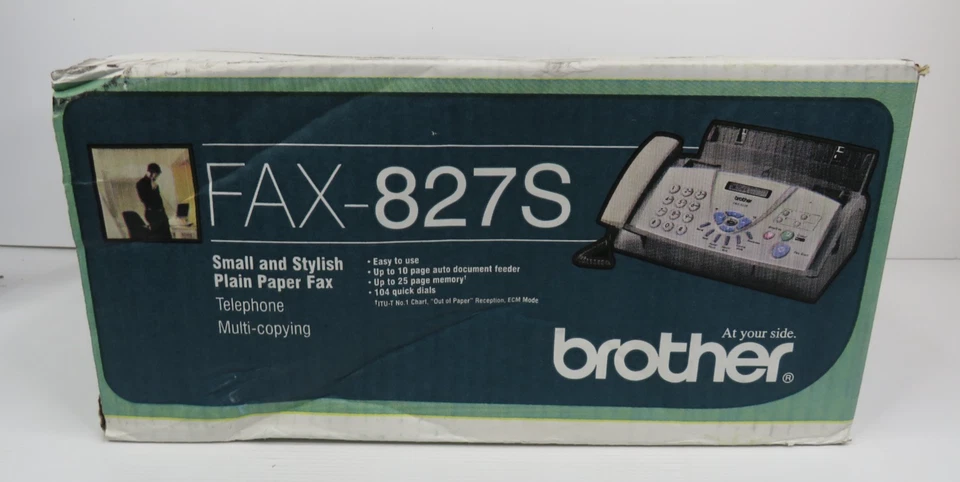 FAX-827S
Small and Stylish
Plain Paper Fax
Telephone
Multi-copying
• Easy to use
• Up to 10 page auto document feeder
• Up to 25 page memory†
• 104 quick dials
†ITU-T No.1 Chart, "Out of Paper" Reception, ECM Mode
brother
At your side.
brother®